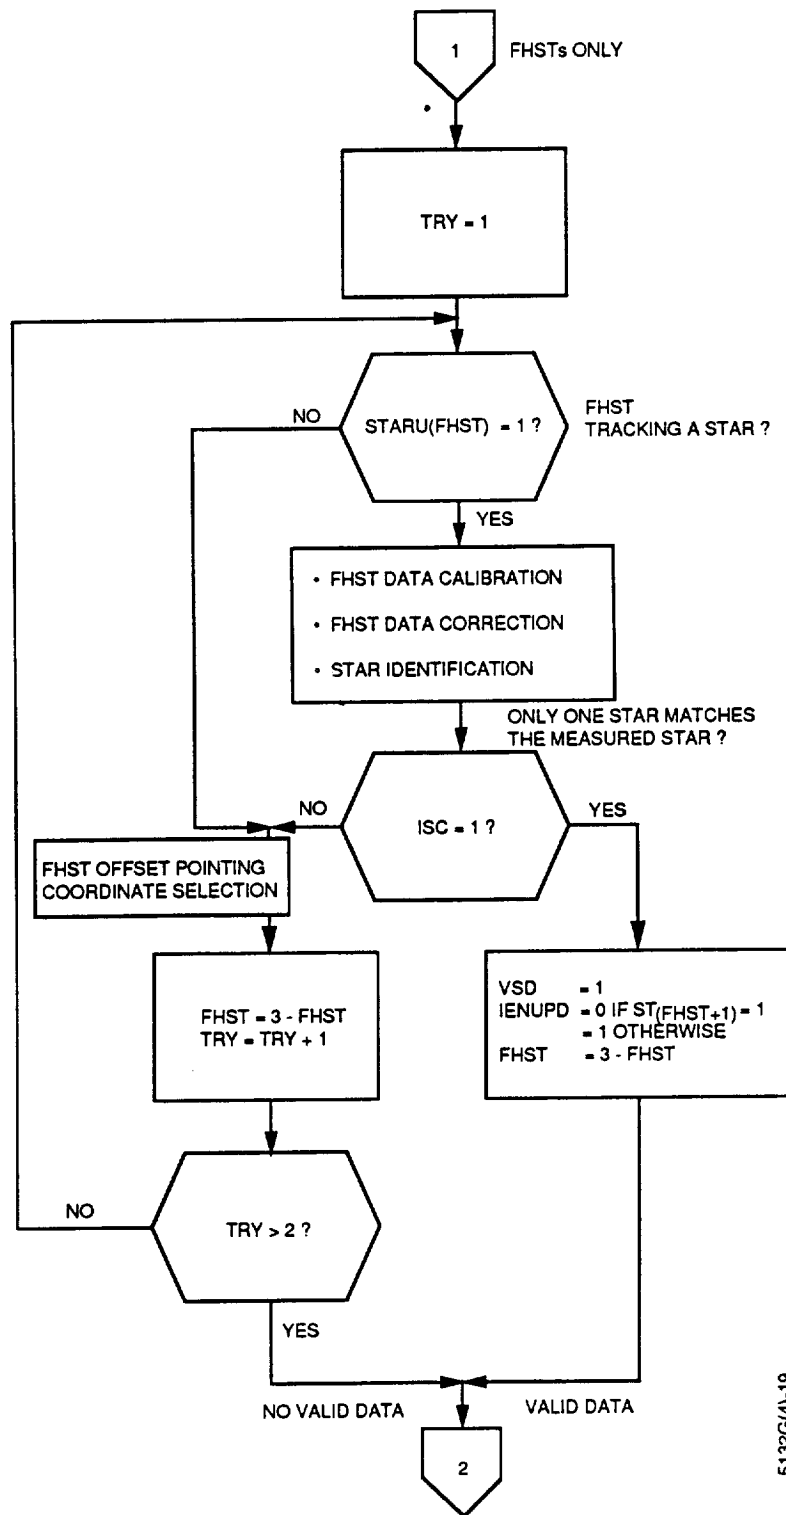 1
FHSTs ONLY
TRY = 1
NO
STARU(FHST) = 1 ?
FHST
TRACKING A STAR ?
YES
• FHST DATA CALIBRATION
• FHST DATA CORRECTION
• STAR IDENTIFICATION
ONLY ONE STAR MATCHES
THE MEASURED STAR ?
NO
ISC = 1 ?
YES
FHST OFFSET POINTING
COORDINATE SELECTION
FHST = 3 - FHST
TRY = TRY + 1
VSD = 1
IENUPD = 0 IF ST(FHST+1) = 1
= 1 OTHERWISE
FHST = 3 - FHST
NO
TRY > 2 ?
YES
NO VALID DATA
VALID DATA
2
5132G(4)-19